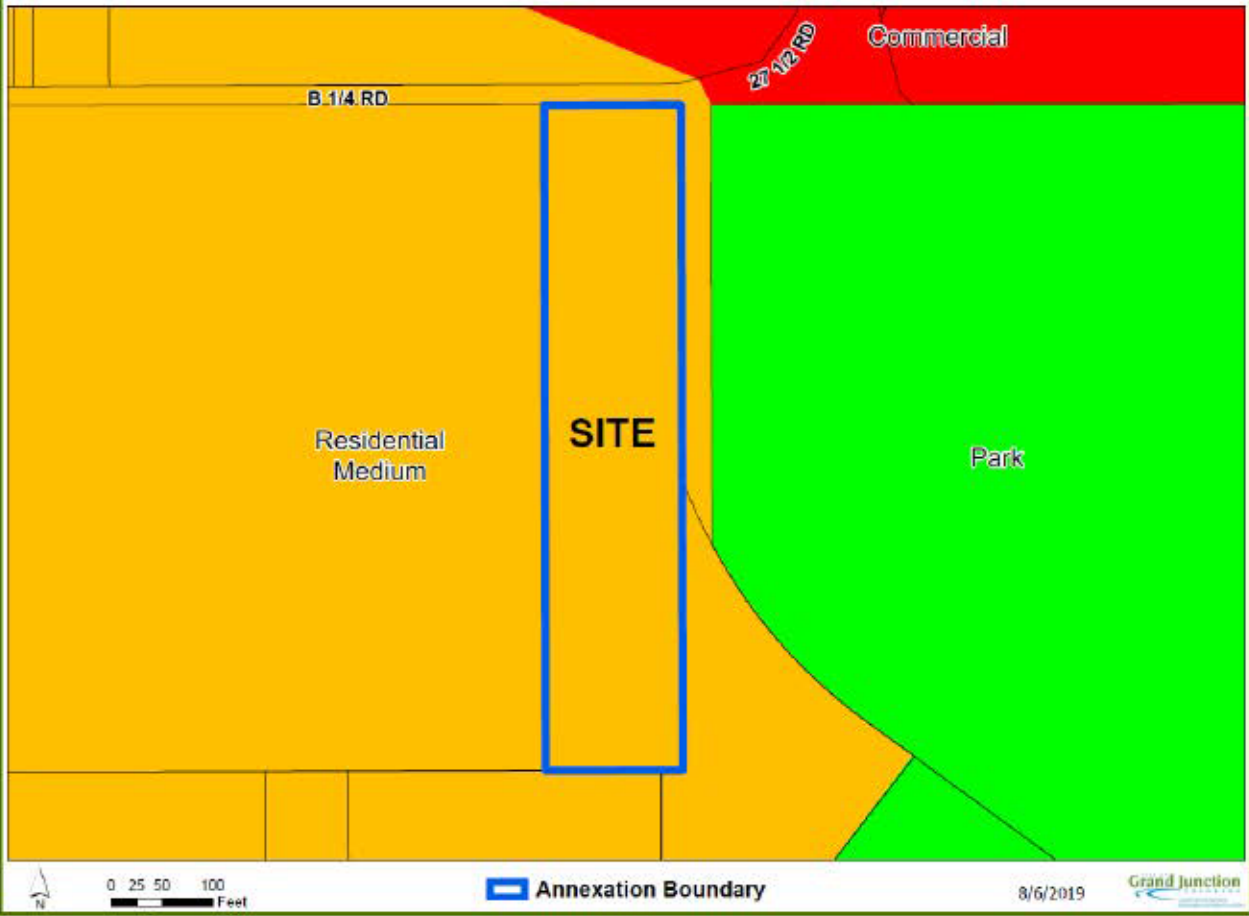 Commercial
27 1/2 RD
B 1/4 RD
Residential
Medium
SITE
Park
N
0 25 50 100
Feet
Annexation Boundary
8/6/2019
Grand Junction